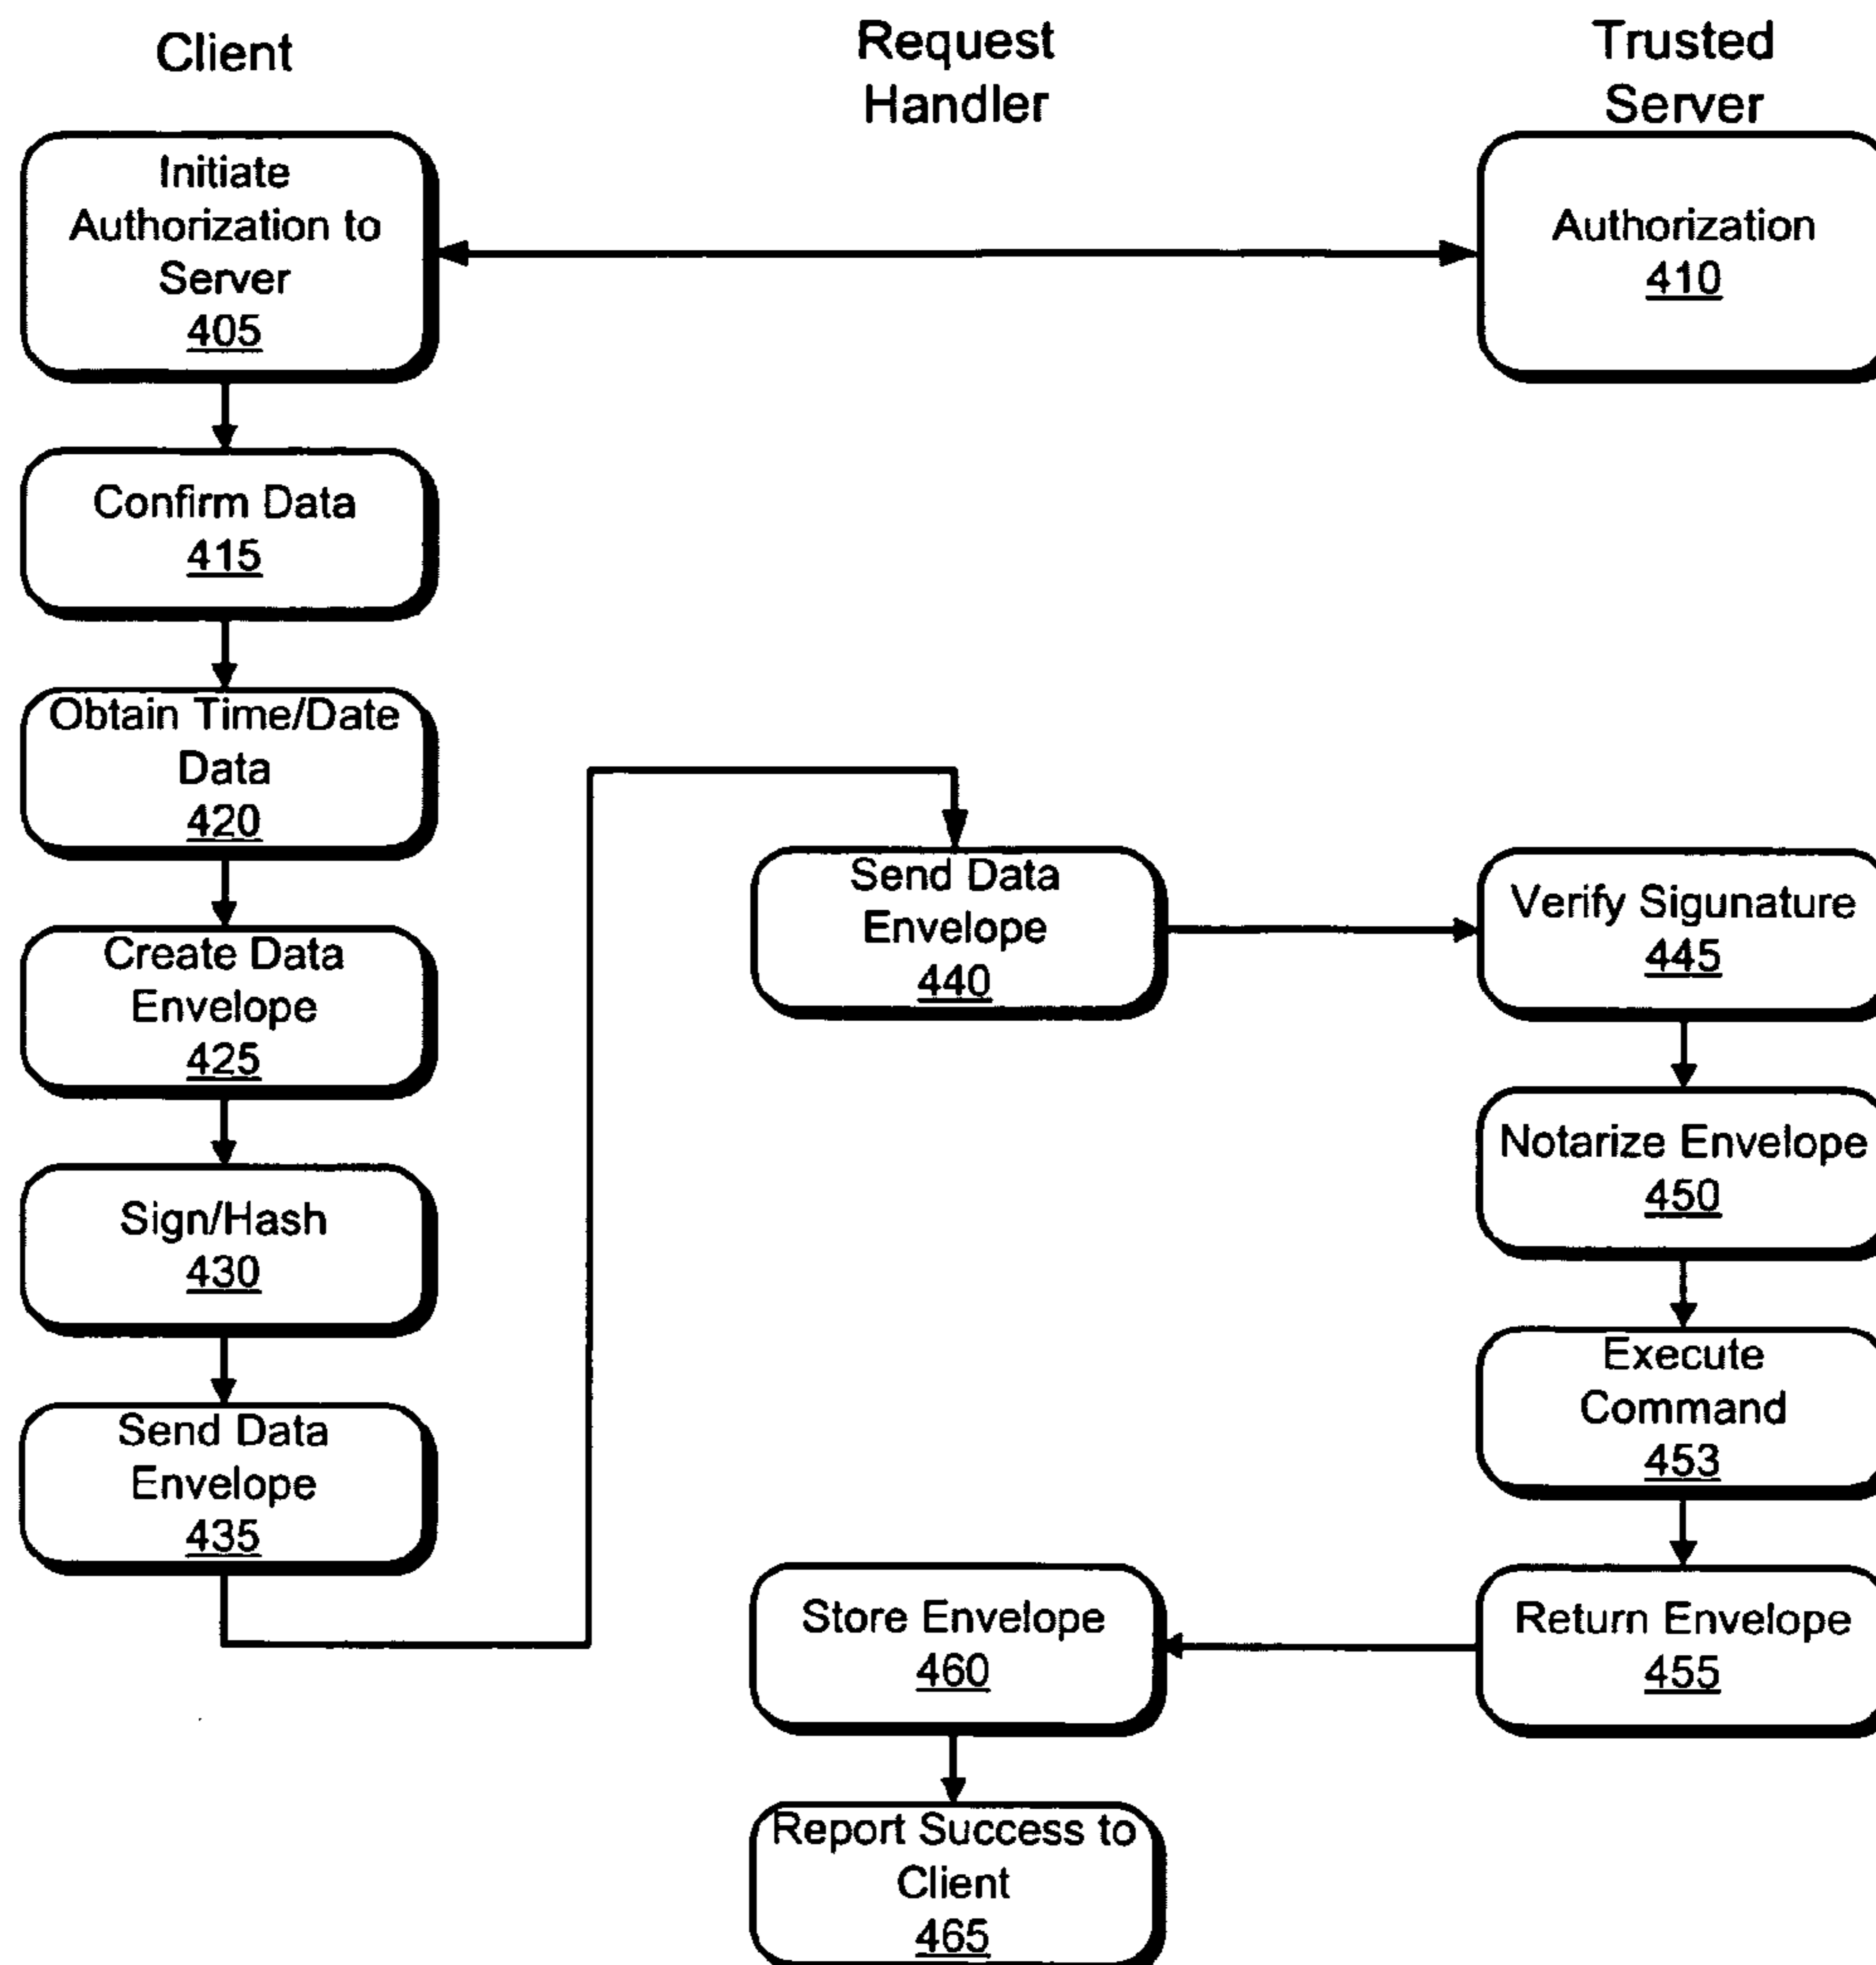 Client
Request
Handler
Trusted
Server
Initiate
Authorization to
Server
405
Authorization
410
Confirm Data
415
Obtain Time/Date
Data
420
Create Data
Envelope
425
Sign/Hash
430
Send Data
Envelope
435
Send Data
Envelope
440
Verify Sigunature
445
Notarize Envelope
450
Execute
Command
453
Return Envelope
455
Store Envelope
460
Report Success to
Client
465